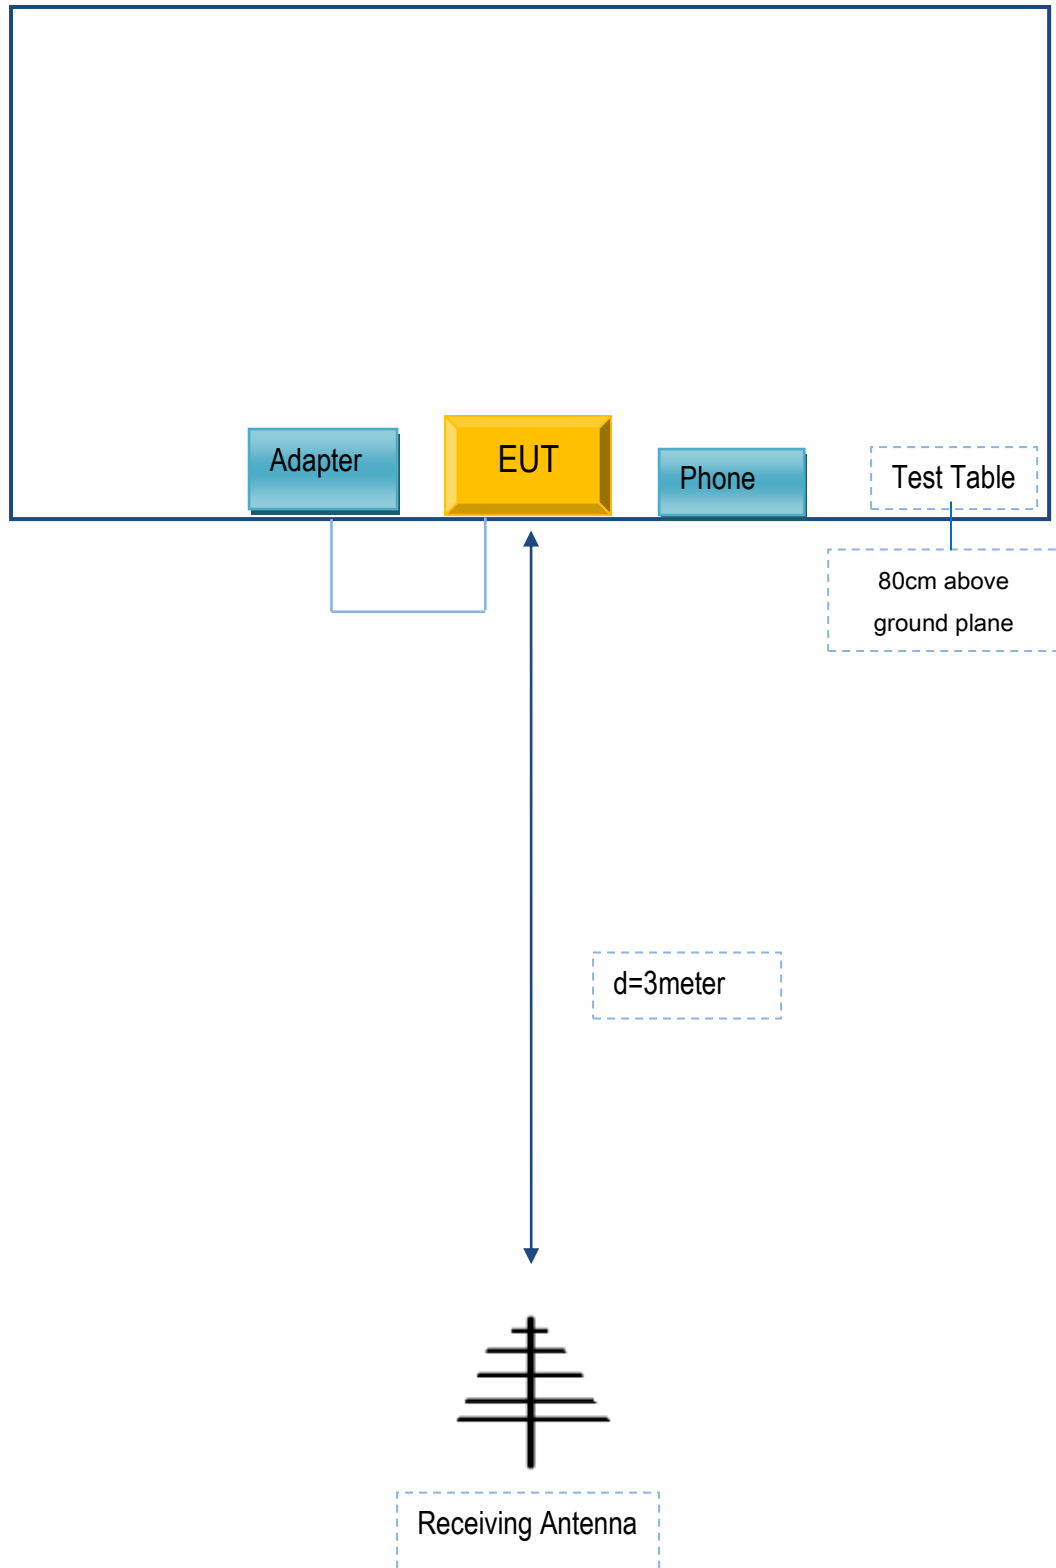 Adapter
EUT
Phone
Test Table
80cm above
ground plane
d=3meter
Receiving Antenna